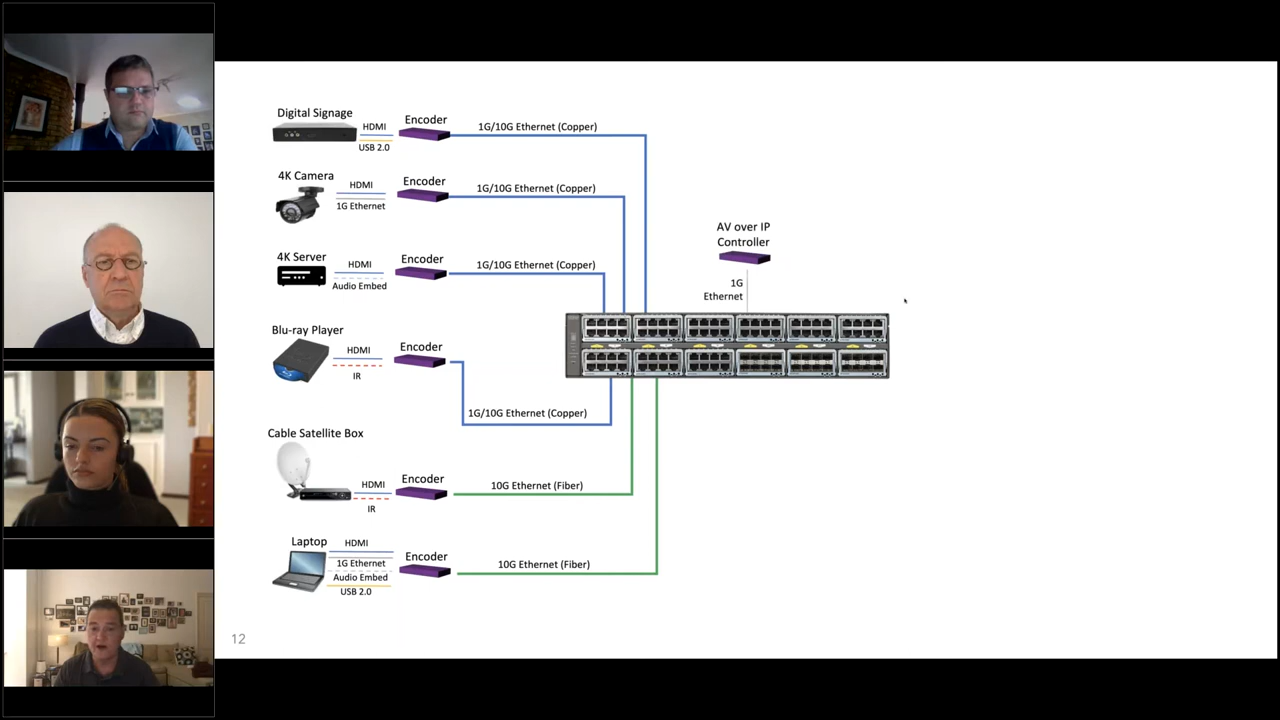 Digital Signage
HDMI
USB 2.0
Encoder
1G/10G Ethernet (Copper)
4K Camera
HDMI
1G Ethernet
Encoder
1G/10G Ethernet (Copper)
4K Server
HDMI
Audio Embed
Encoder
1G/10G Ethernet (Copper)
AV over IP
Controller
1G
Ethernet
Blu-ray Player
HDMI
IR
Encoder
1G/10G Ethernet (Copper)
Cable Satellite Box
HDMI
IR
Encoder
10G Ethernet (Fiber)
Laptop
HDMI
1G Ethernet
Audio Embed
USB 2.0
Encoder
10G Ethernet (Fiber)
12